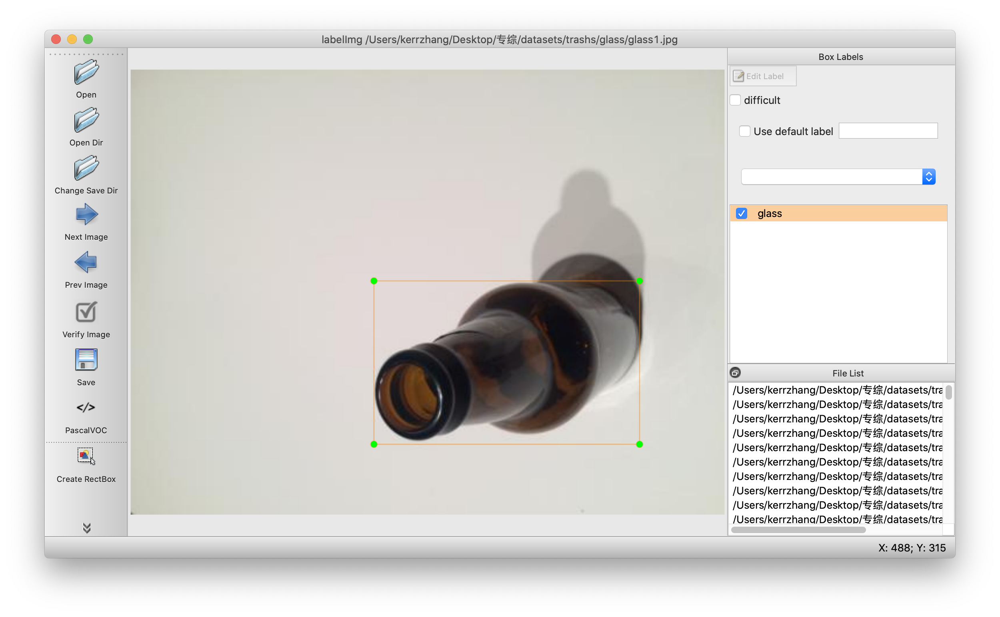 labelImg /Users/kerrzhang/Desktop/专综/datasets/trashs/glass/glass1.jpg
Open
Open Dir
Change Save Dir
Next Image
Prev Image
Verify Image
Save
</>
PascalVOC
Create RectBox
Box Labels
Edit Label
difficult
Use default label
glass
File List
/Users/kerrzhang/Desktop/专综/datasets/tra
/Users/kerrzhang/Desktop/专综/datasets/tra
/Users/kerrzhang/Desktop/专综/datasets/tra
/Users/kerrzhang/Desktop/专综/datasets/tra
/Users/kerrzhang/Desktop/专综/datasets/tra
/Users/kerrzhang/Desktop/专综/datasets/tra
/Users/kerrzhang/Desktop/专综/datasets/tra
/Users/kerrzhang/Desktop/专综/datasets/tra
/Users/kerrzhang/Desktop/专综/datasets/tra
/Users/kerrzhang/Desktop/专综/datasets/tra
X: 488; Y: 315